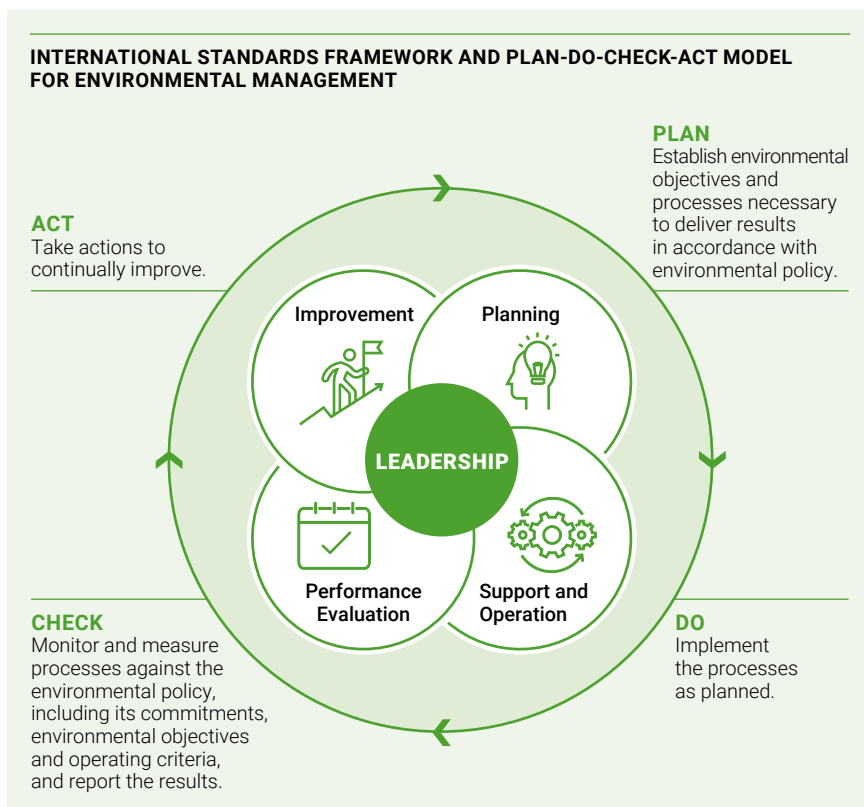 INTERNATIONAL STANDARDS FRAMEWORK AND PLAN-DO-CHECK-ACT MODEL
FOR ENVIRONMENTAL MANAGEMENT
PLAN
Establish environmental
objectives and
processes necessary
to deliver results
in accordance with
environmental policy.
ACT
Take actions to
continually improve.
Improvement
Planning
LEADERSHIP
Performance
Evaluation
Support and
Operation
CHECK
Monitor and measure
processes against the
environmental policy,
including its commitments,
environmental objectives
and operating criteria,
and report the results.
DO
Implement
the processes
as planned.